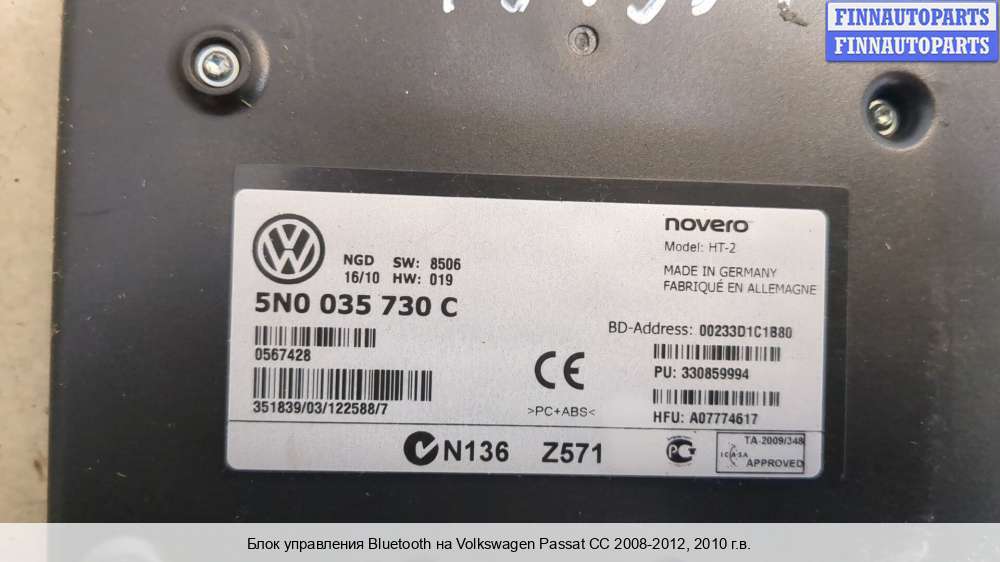 FINNAUTOPARTS
FINNAUTOPARTS
novero
Model: HT-2
NGD SW: 8506
16/10 HW: 019
MADE IN GERMANY
FABRIQUÉ EN ALLEMAGNE
5N0 035 730 C
BD-Address: 00233D1C1B80
0567428
CE
PU: 330859994
351839/03/122588/7
>PC+ABS<
HFU: A07774617
N136 Z571
TA-2009/348
ICASA
APPROVED
Блок управления Bluetooth на Volkswagen Passat CC 2008-2012, 2010 г.в.